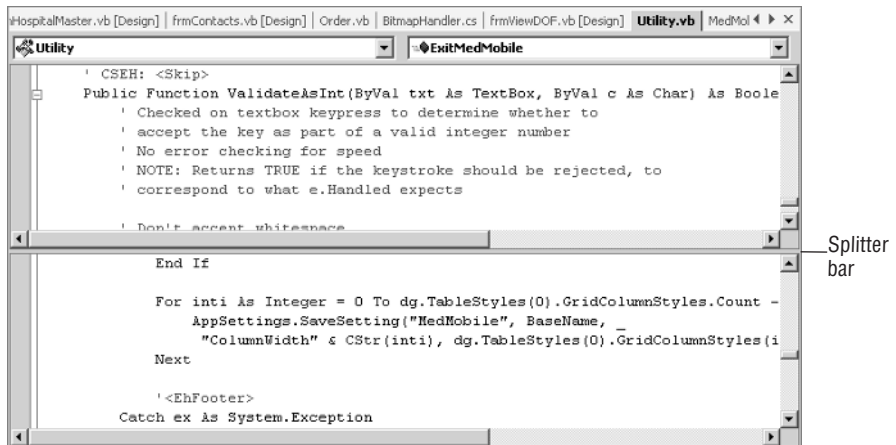 HospitalMaster.vb [Design] | frmContacts.vb [Design] | Order.vb | BitmapHandler.cs | frmViewDOF.vb [Design] | Utility.vb | MedMol
Utility ExitMedMobile
' CSEH: <Skip>
Public Function ValidateAsInt(ByVal txt As TextBox, ByVal c As Char) As Boole
' Checked on textbox keypress to determine whether to
' accept the key as part of a valid integer number
' No error checking for speed
' NOTE: Returns TRUE if the keystroke should be rejected, to
' correspond to what e.Handled expects
' Don't accept whitespace
Splitter
bar
End If
For inti As Integer = 0 To dg.TableStyles(0).GridColumnStyles.Count -
AppSettings.SaveSetting("MedMobile", BaseName, _
"ColumnWidth" & CStr(inti), dg.TableStyles(0).GridColumnStyles(i
Next
'<EhFooter>
Catch ex As System.Exception